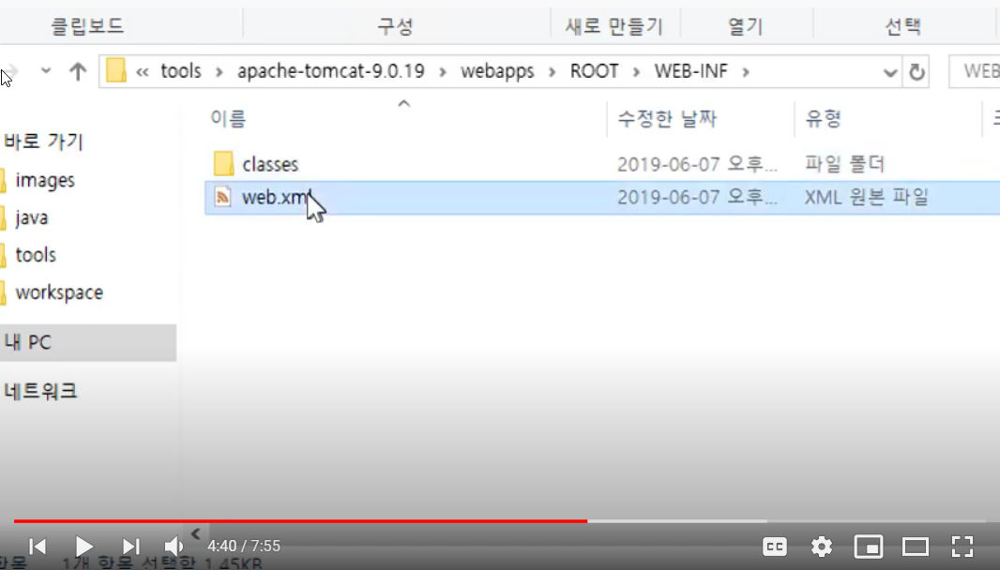 클립보드 구성 새로 만들기 열기 선택
« tools › apache-tomcat-9.0.19 › webapps › ROOT › WEB-INF › WEB
이름 수정한 날짜 유형
바로 가기
classes 2019-06-07 오후... 파일 폴더
images
web.xml 2019-06-07 오후... XML 원본 파일
java
tools
workspace
내 PC
네트워크
4:40 / 7:55
CC
항목 1개 항목 선택함 1.45KB